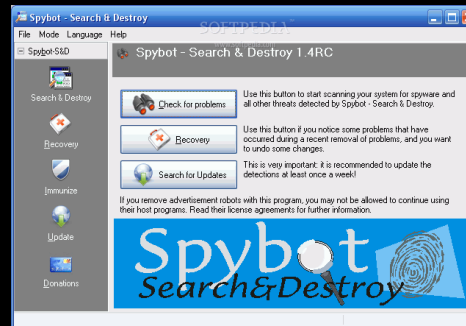 Spybot - Search & Destroy
SOFTPEDIA
File Mode Language Help
www.softpedia.com
Spybot-S&D
Spybot - Search & Destroy 1.4RC
Search & Destroy
Check for problems
Use this button to start scanning your system for spyware and
all other threats detected by Spybot - Search & Destroy.
Recovery
Recovery
Use this button if you notice some problems that have
occurred during a recent removal of problems, and you want
to undo some changes.
Immunize
Search for Updates
This is very important: it is recommended to update the
detections at least once a week!
If you remove advertisement robots with this program, you may not be allowed to continue using
their host programs. Read their license agreements for further information.
Update
Donations
Spybot
Search&Destroy